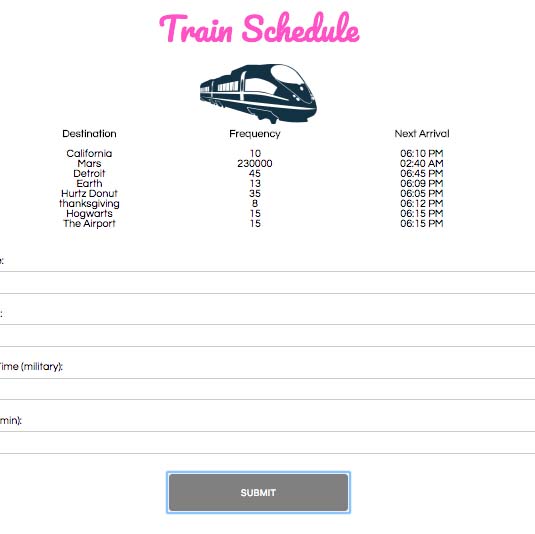 Train Schedule
Destination Frequency Next Arrival
California 10 06:10 PM
Mars 230000 02:40 AM
Detroit 45 06:45 PM
Earth 13 06:09 PM
Hurtz Donut 35 06:05 PM
thanksgiving 8 06:12 PM
Hogwarts 15 06:15 PM
The Airport 15 06:15 PM
:
:
Time (military):
min):
SUBMIT